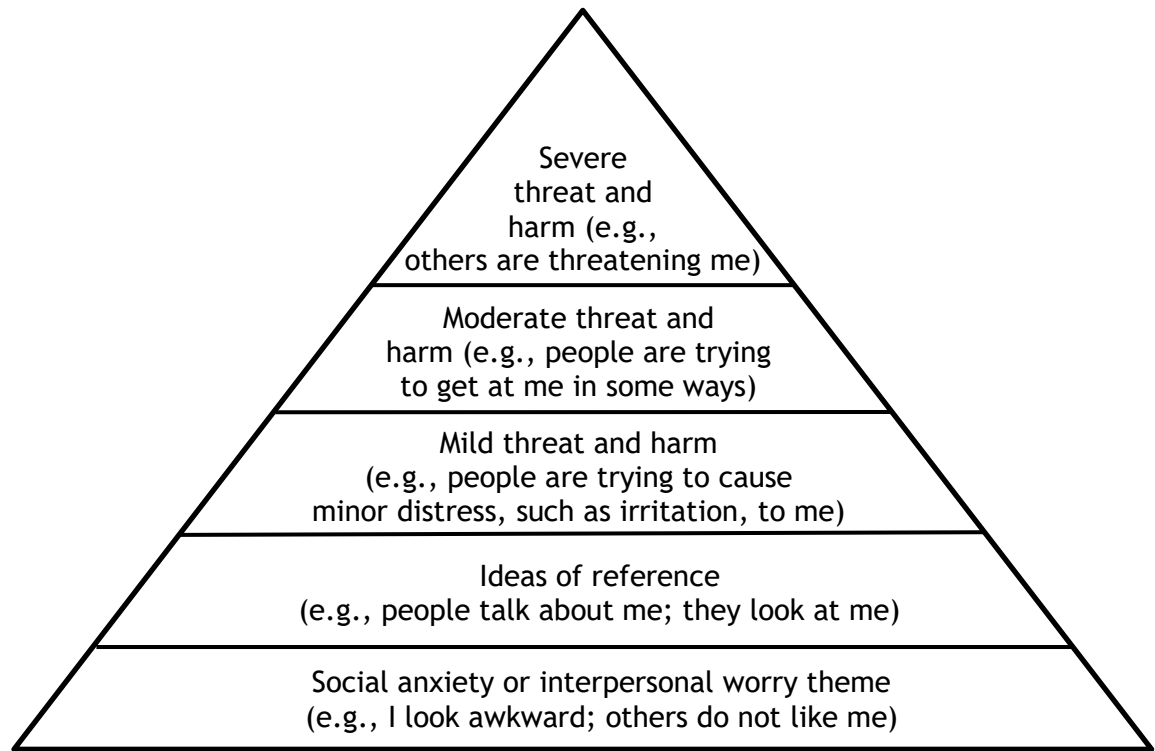 Severe
threat and
harm (e.g.,
others are threatening me)
Moderate threat and
harm (e.g., people are trying
to get at me in some ways)
Mild threat and harm
(e.g., people are trying to cause
minor distress, such as irritation, to me)
Ideas of reference
(e.g., people talk about me; they look at me)
Social anxiety or interpersonal worry theme
(e.g., I look awkward; others do not like me)